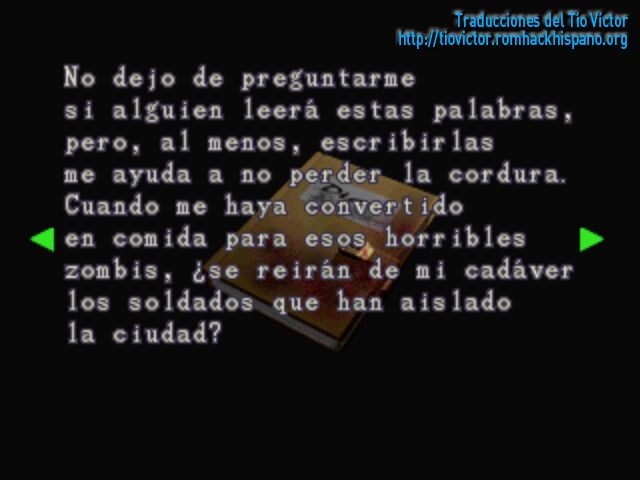 Traducciones del Tío Víctor
http://tiovictor.romhackhispano.org
No dejo de preguntarme
si alguien leerá estas palabras,
pero, al menos, escribirlas
me ayuda a no perder la cordura.
Cuando me haya convertido
en comida para esos horribles
zombis, ¿se reirán de mi cadáver
los soldados que han aislado
la ciudad?